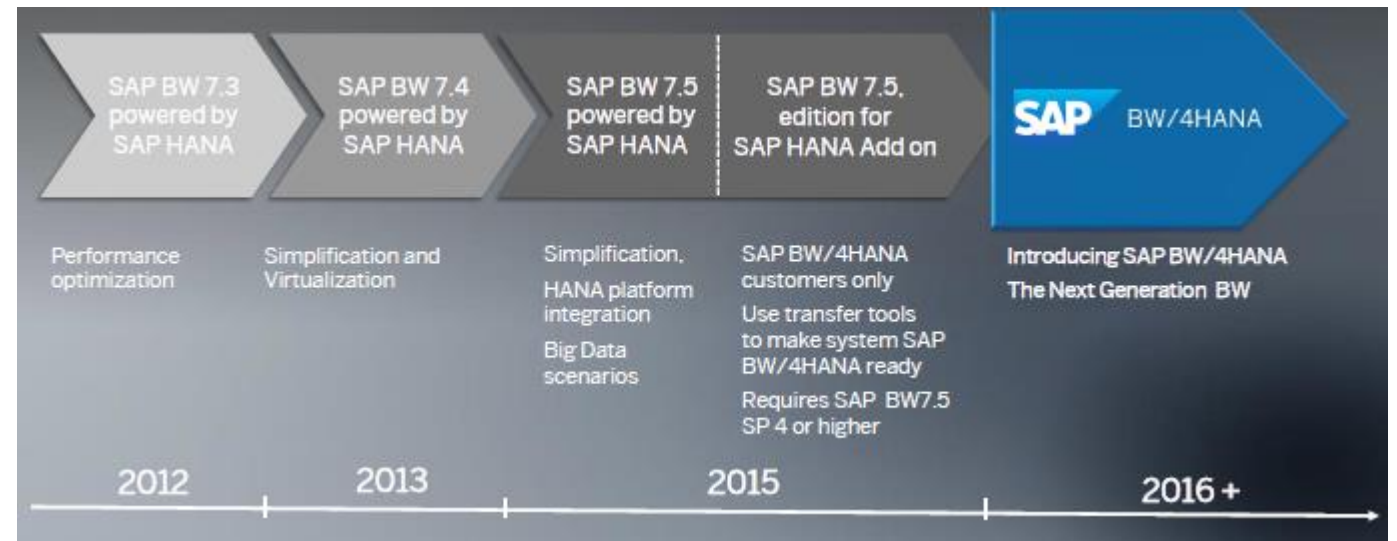 SAP BW 7.3
powered by
SAP HANA
SAP BW 7.4
powered by
SAP HANA
SAP BW 7.5
powered by
SAP HANA
SAP BW 7.5,
edition for
SAP HANA Add on
SAP BW/4HANA
Performance
optimization
Simplification and
Virtualization
Simplification,
HANA platform
integration
Big Data
scenarios
SAP BW/4HANA
customers only
Use transfer tools
to make system SAP
BW/4HANA ready
Requires SAP BW7.5
SP 4 or higher
Introducing SAP BW/4HANA
The Next Generation BW
2012
2013
2015
2016 +